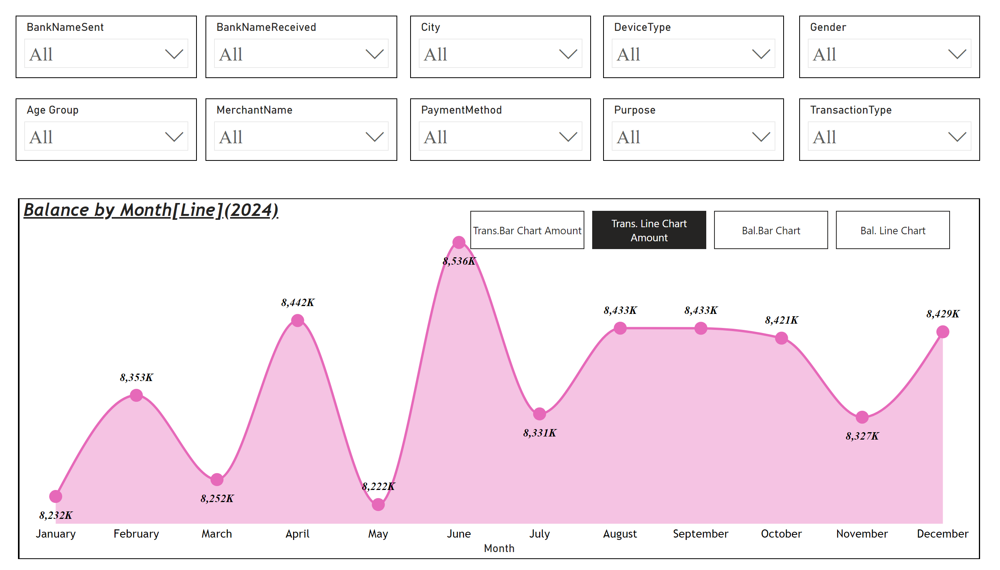 BankNameSent
All
BankNameReceived
All
City
All
DeviceType
All
Gender
All
Age Group
All
MerchantName
All
PaymentMethod
All
Purpose
All
TransactionType
All
Balance by Month[Line](2024)
Trans.Bar Chart Amount
Trans. Line Chart
Amount
Bal.Bar Chart
Bal. Line Chart
8,232K
8,353K
8,252K
8,442K
8,222K
8,536K
8,331K
8,433K
8,433K
8,421K
8,327K
8,429K
January
February
March
April
May
June
July
August
September
October
November
December
Month